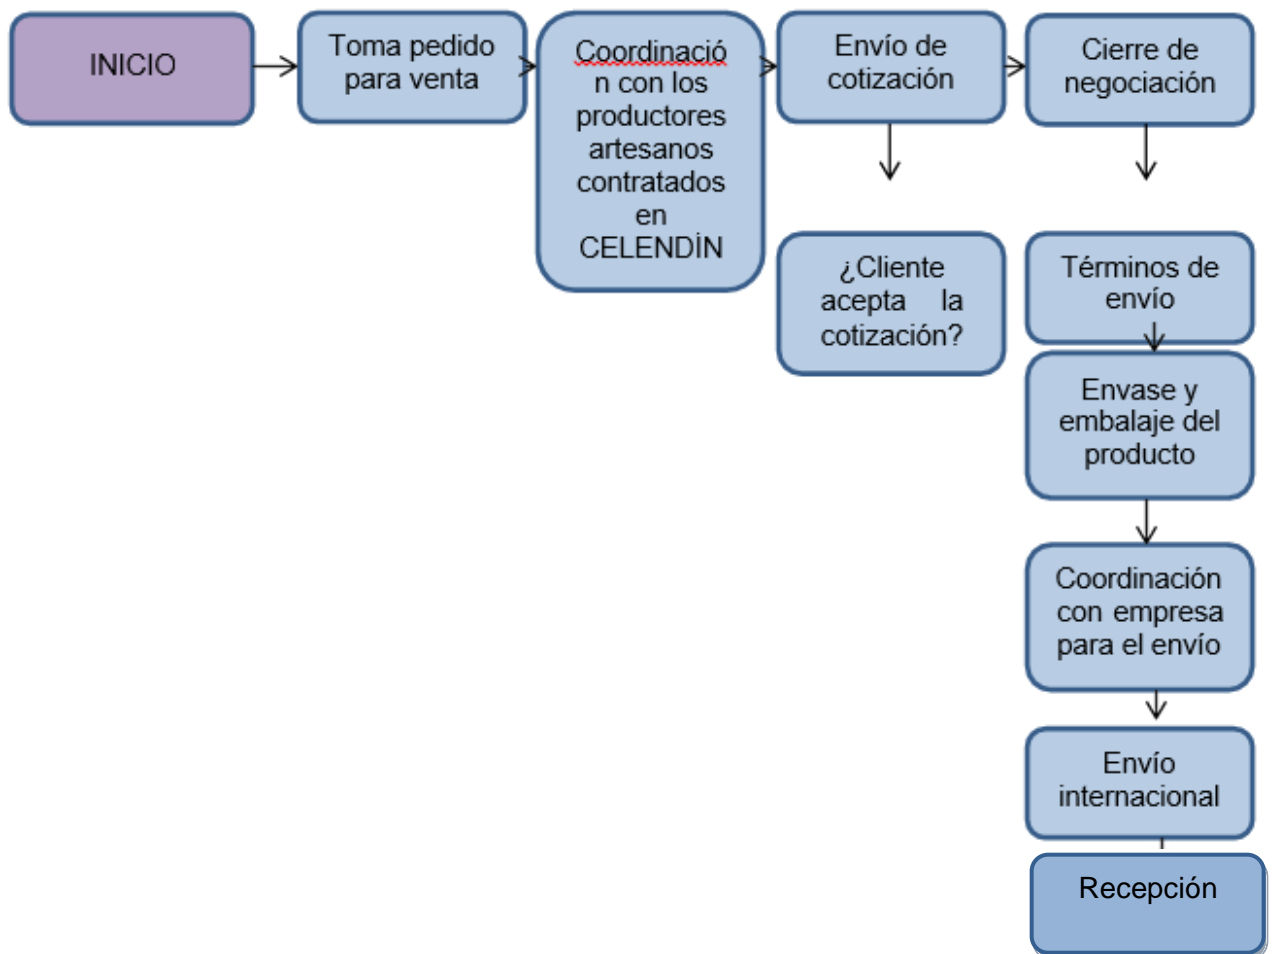 INICIO
Toma pedido
para venta
Coordinació
n con los
productores
artesanos
contratados
en
CELENDÍN
Envío de
cotización
Cierre de
negociación
¿Cliente
acepta la
cotización?
Términos de
envío
Envase y
embalaje del
producto
Coordinación
con empresa
para el envío
Envío
internacional
Recepción